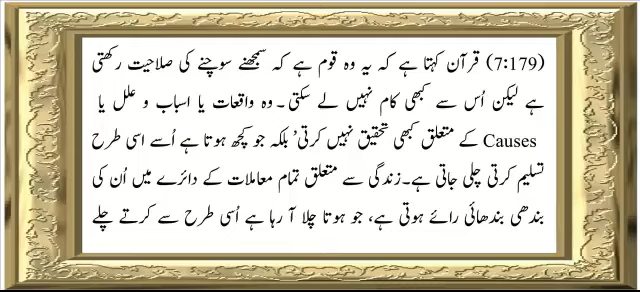 (7:179) قرآن کہتا ہے کہ یہ وہ قوم ہے کہ سمجھنے سوچنے کی صلاحیت رکھتی
ہے لیکن اُس سے کبھی کام نہیں لے سکتی۔ وہ واقعات یا اسباب و علل یا
Causes کے متعلق کبھی تحقیق نہیں کرتی’ بلکہ جو کچھ ہوتا ہے اُسے اسی طرح
تسلیم کرتی چلی جاتی ہے۔زندگی سے متعلق تمام معاملات کے دائرے میں اُن کی
بندھی بندھائی رائے ہوتی ہے، جو ہوتا چلا آ رہا ہے اُسی طرح سے کرتے چلے